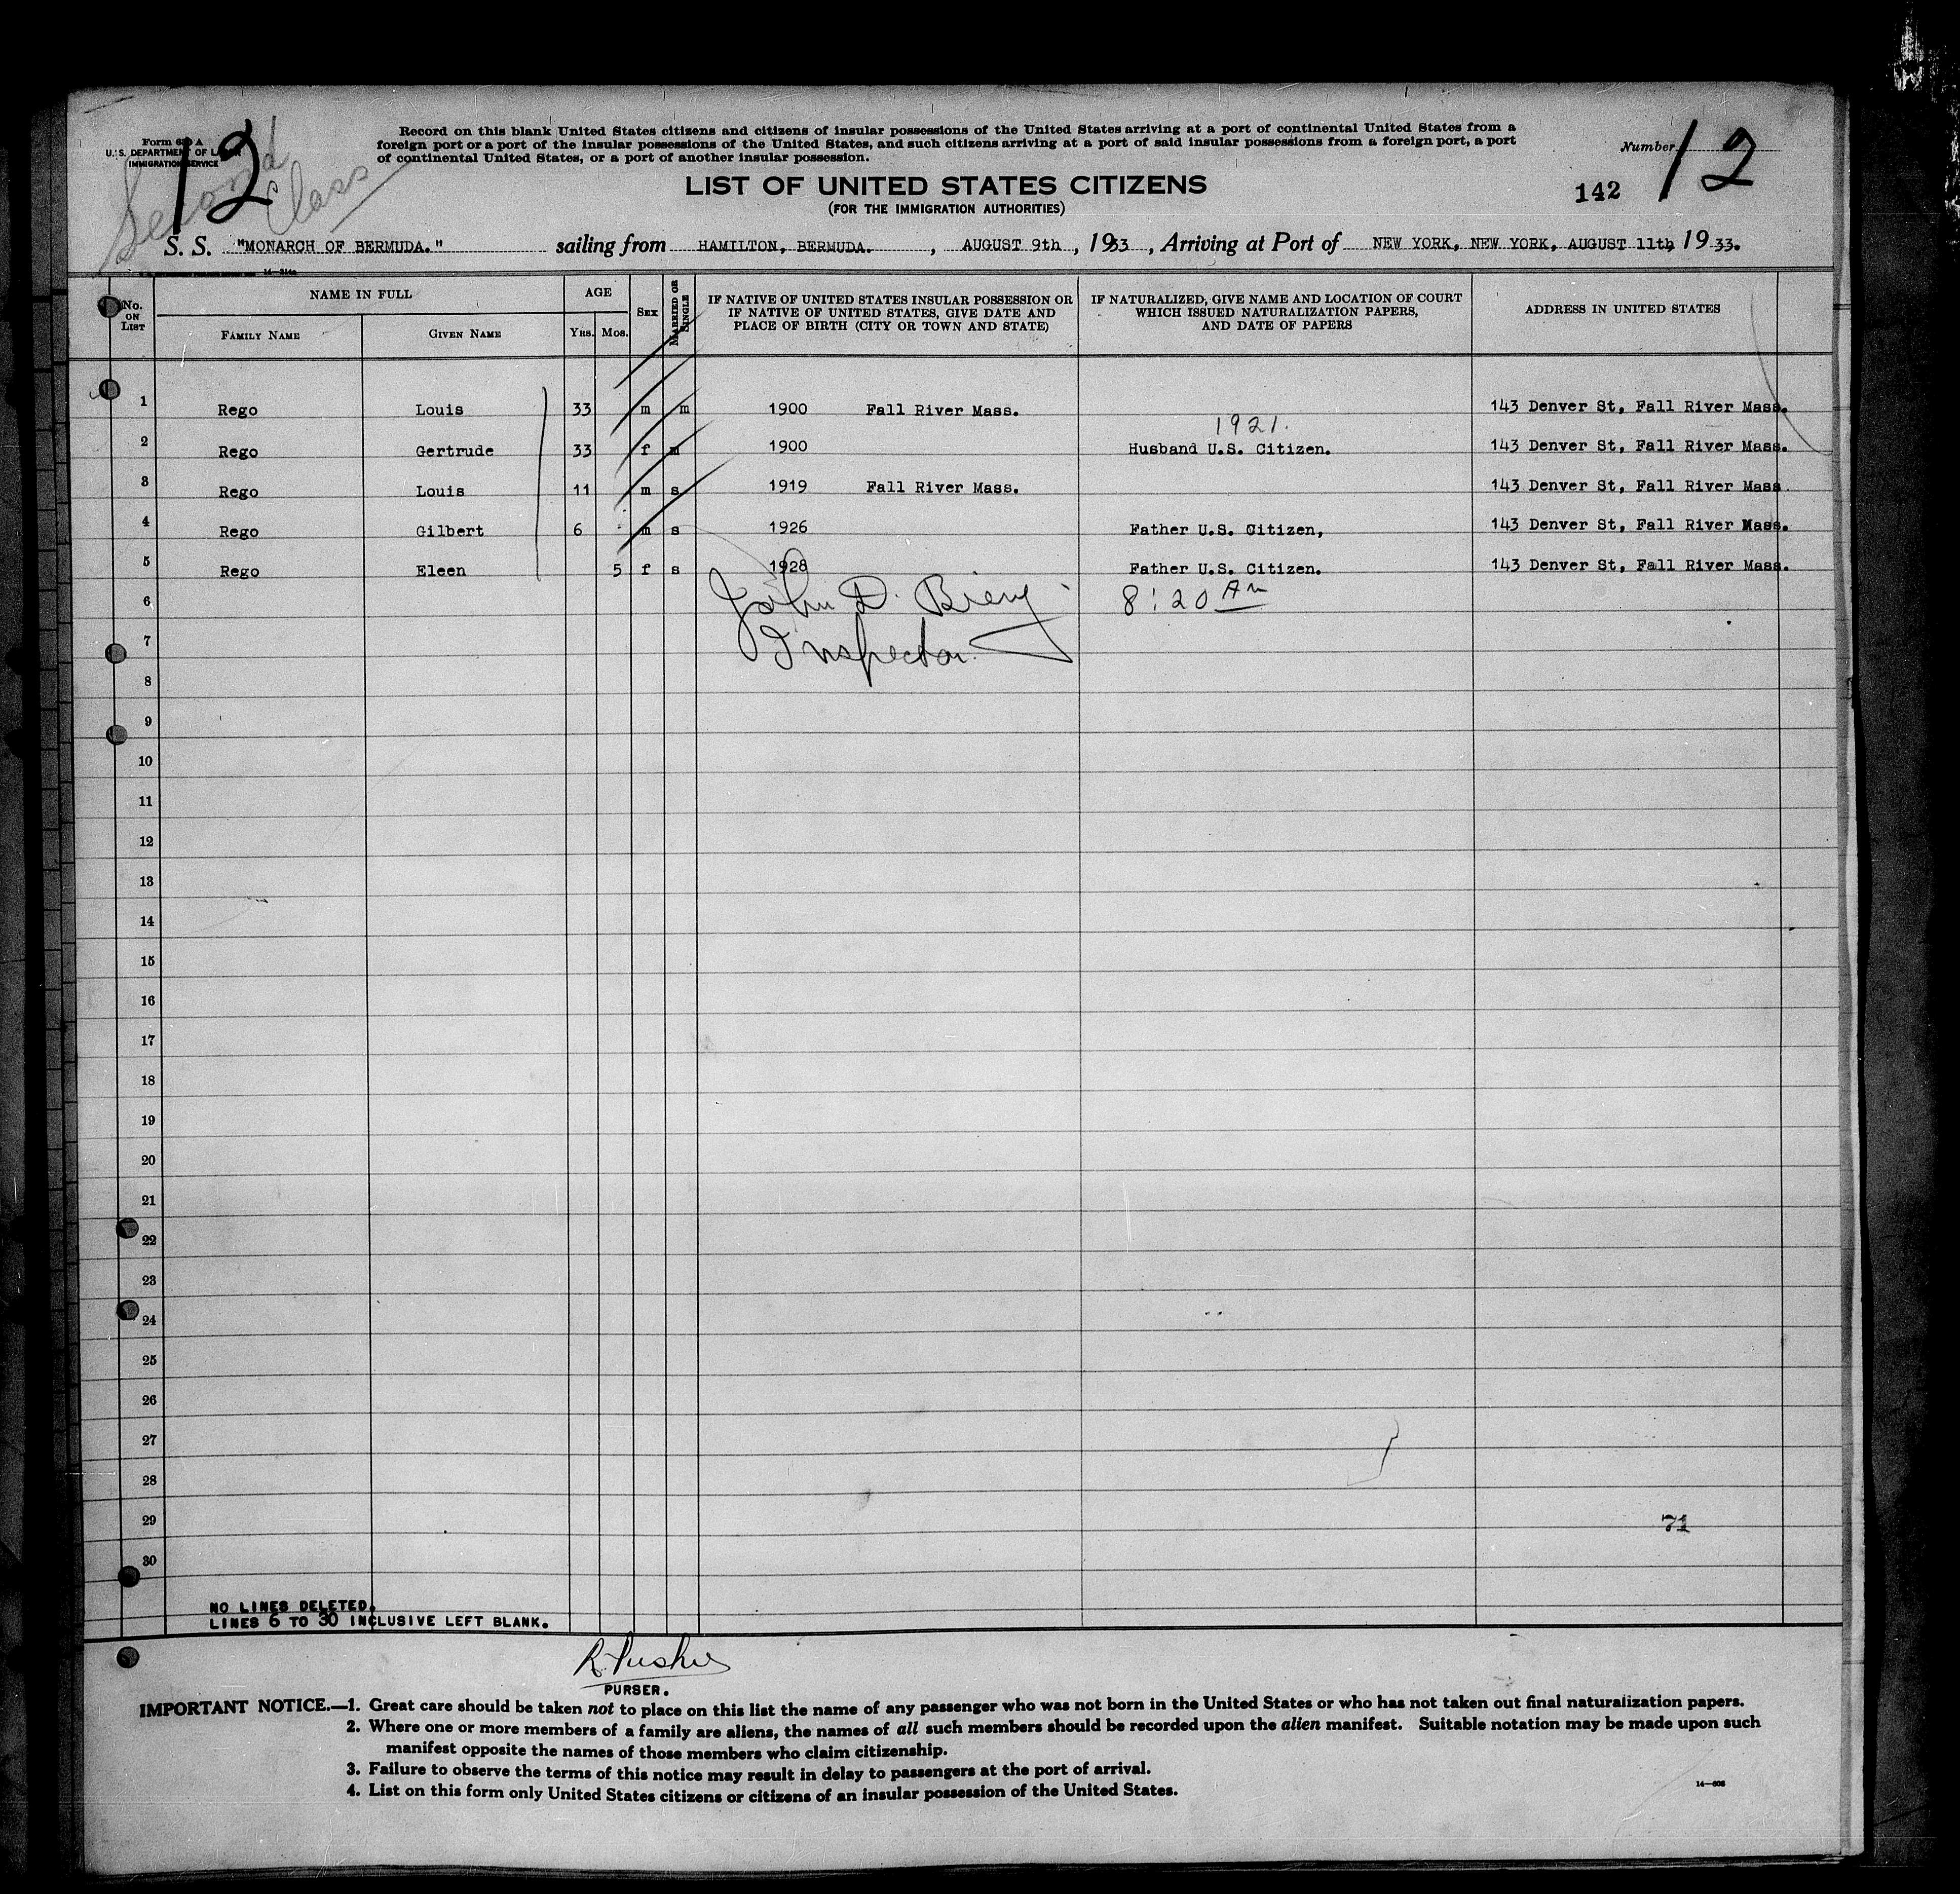 Form 630 A
U. S. DEPARTMENT OF LABOR
IMMIGRATION SERVICE
12
Second Class
Record on this blank United States citizens and citizens of insular possessions of the United States arriving at a port of continental United States from a
foreign port or a port of the insular possessions of the United States, and such citizens arriving at a port of said insular possessions from a foreign port, a port
of continental United States, or a port of another insular possession.
Number 12
LIST OF UNITED STATES CITIZENS
142
(FOR THE IMMIGRATION AUTHORITIES)
S. S. "MONARCH OF BERMUDA." sailing from HAMILTON, BERMUDA. , AUGUST 9th , 1933 , Arriving at Port of NEW YORK, NEW YORK, AUGUST 11th, 1933.
No. ON LIST NAME IN FULL FAMILY NAME GIVEN NAME AGE YRS. MOS. SEX MARRIED OR SINGLE IF NATIVE OF UNITED STATES INSULAR POSSESSION OR IF NATIVE OF UNITED STATES, GIVE DATE AND PLACE OF BIRTH (CITY OR TOWN AND STATE) IF NATURALIZED, GIVE NAME AND LOCATION OF COURT WHICH ISSUED NATURALIZATION PAPERS, AND DATE OF PAPERS ADDRESS IN UNITED STATES
1 Rego Louis 33 m m 1900 Fall River Mass. 143 Denver St, Fall River Mass.
1921.
2 Rego Gertrude 33 f m 1900 Husband U.S. Citizen. 143 Denver St, Fall River Mass.
3 Rego Louis 11 m s 1919 Fall River Mass. 143 Denver St, Fall River Mass.
4 Rego Gilbert 6 m s 1926 Father U.S. Citizen, 143 Denver St, Fall River Mass.
5 Rego Eleen 5 f s 1928 Father U.S. Citizen. 143 Denver St, Fall River Mass.
6 John D. 8:20 Am
7 Inspector
8
9
10
11
12
13
14
15
16
17
18
19
20
21
22
23
24
25
26
27
28
29 71
30
NO LINES DELETED.
LINES 6 TO 30 INCLUSIVE LEFT BLANK.
PURSER.
IMPORTANT NOTICE.—1. Great care should be taken not to place on this list the name of any passenger who was not born in the United States or who has not taken out final naturalization papers.
2. Where one or more members of a family are aliens, the names of all such members should be recorded upon the alien manifest. Suitable notation may be made upon such
manifest opposite the names of those members who claim citizenship.
3. Failure to observe the terms of this notice may result in delay to passengers at the port of arrival.
4. List on this form only United States citizens or citizens of an insular possession of the United States.